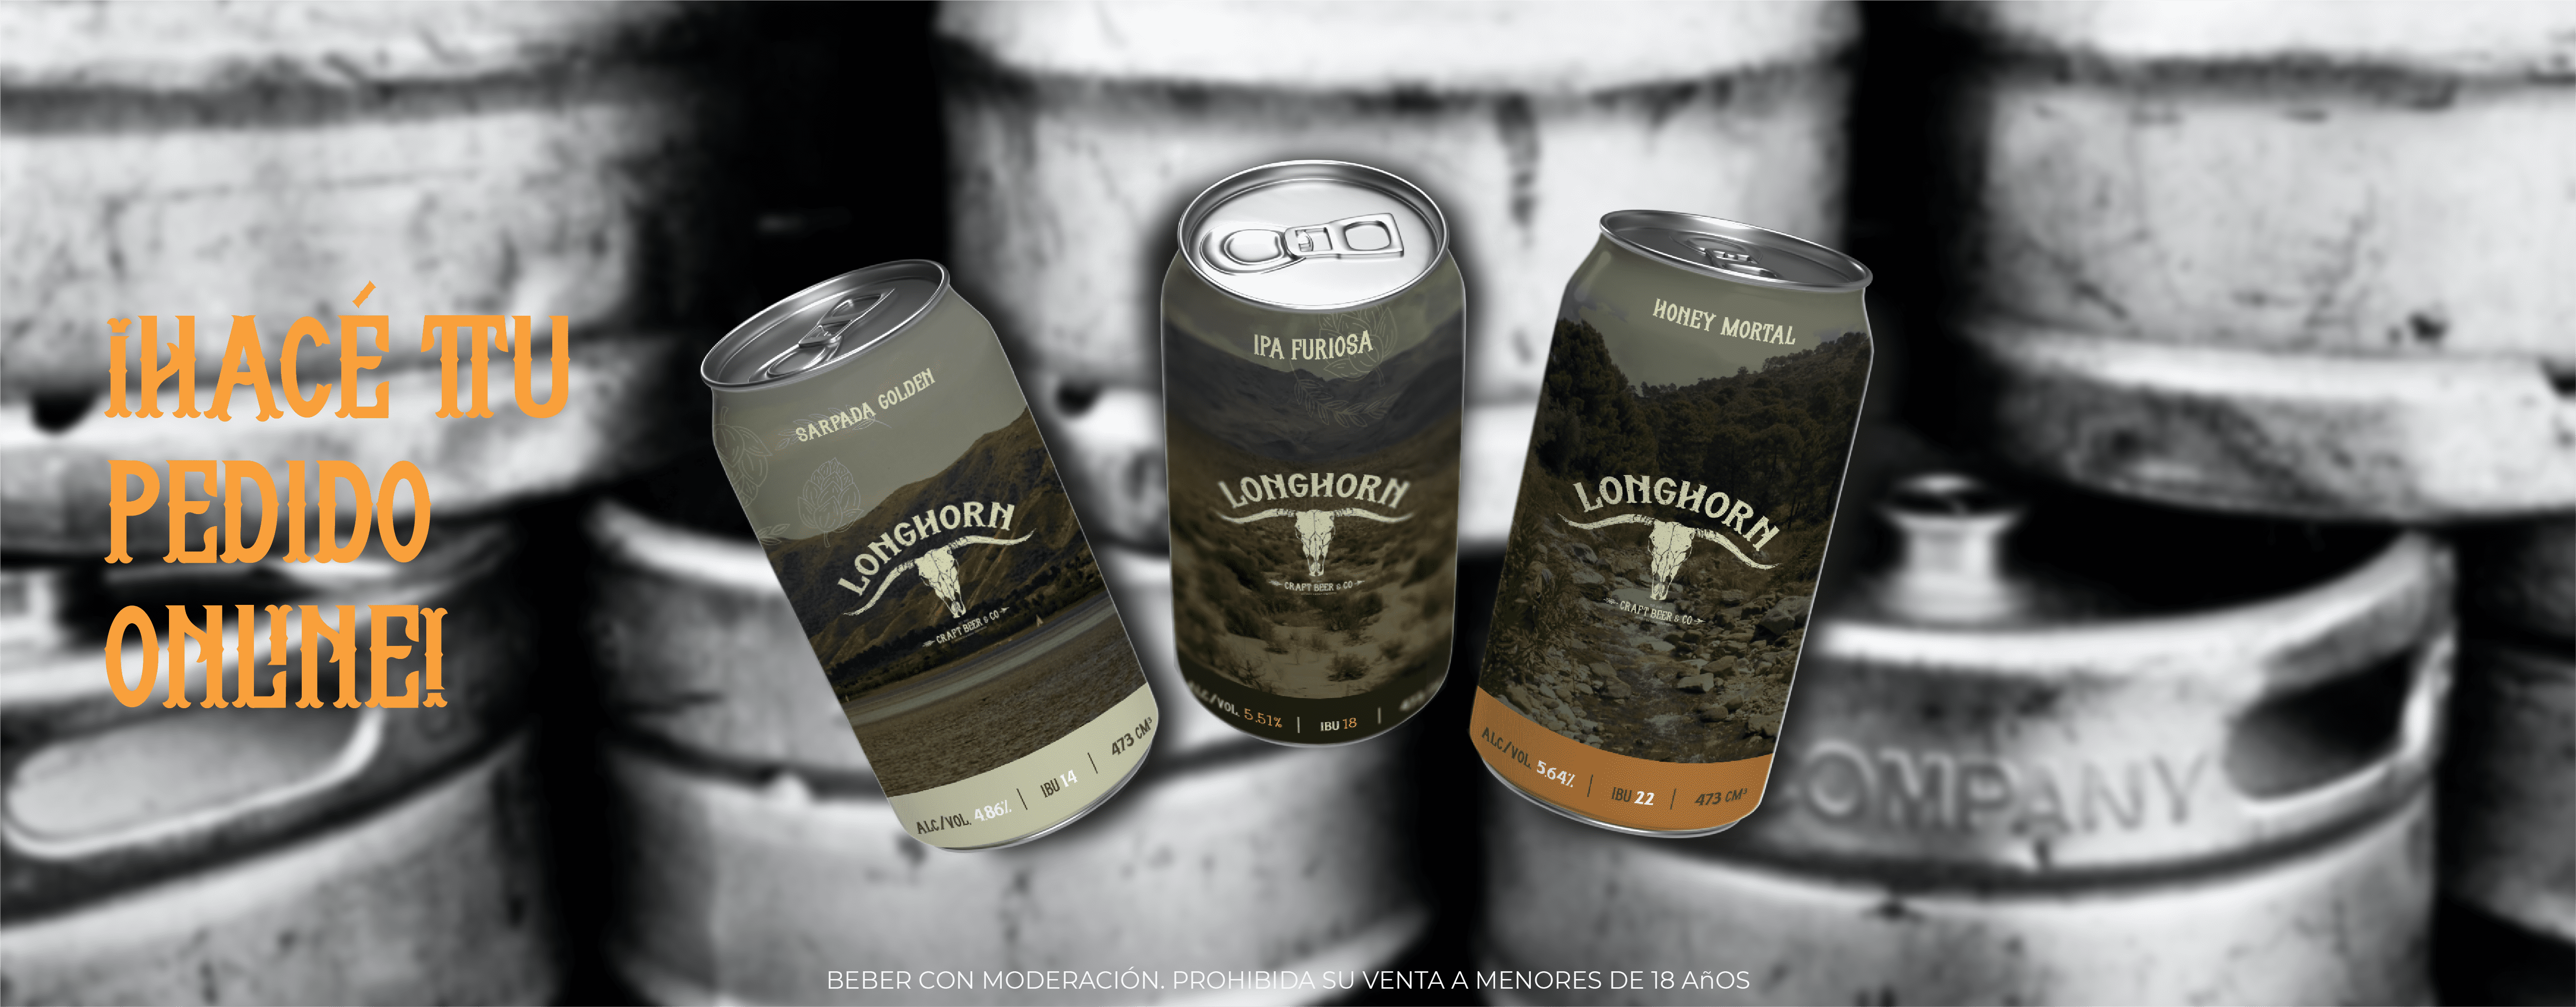 ¡HACÉ TU
PEDIDO
ONLINE!
SARPADA GOLDEN
LONGHORN
CRAFT BEER & CO
ALC/VOL. 4.86% | IBU 14 | 473 CM³
IPA FURIOSA
LONGHORN
CRAFT BEER & CO
ALC/VOL. 5.51% | IBU 18 |
HONEY MORTAL
LONGHORN
CRAFT BEER & CO
ALC/VOL. 5.64% | IBU 22 | 473 CM³
OMPANY
BEBER CON MODERACIÓN. PROHIBIDA SU VENTA A MENORES DE 18 AñOS